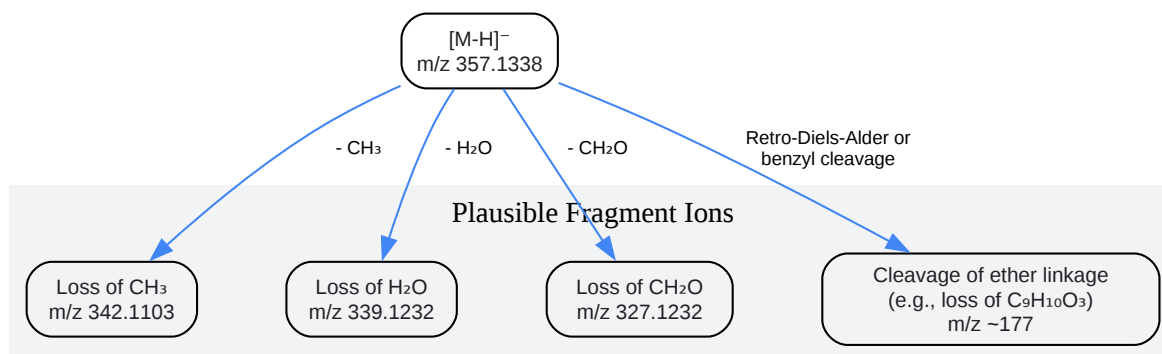 [M-H]⁻
m/z 357.1338
- CH₃
- H₂O
- CH₂O
Retro-Diels-Alder or
benzyl cleavage
Plausible Fragment Ions
Loss of CH₃
m/z 342.1103
Loss of H₂O
m/z 339.1232
Loss of CH₂O
m/z 327.1232
Cleavage of ether linkage
(e.g., loss of C₉H₁₀O₃)
m/z ~177